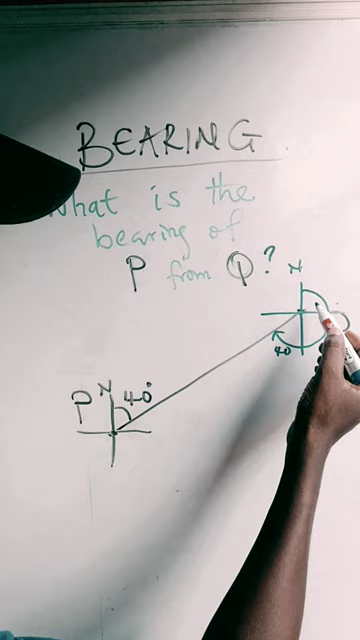 BEARING
What is the
bearing of
P from Q?
N
Q
40
N
P 40°